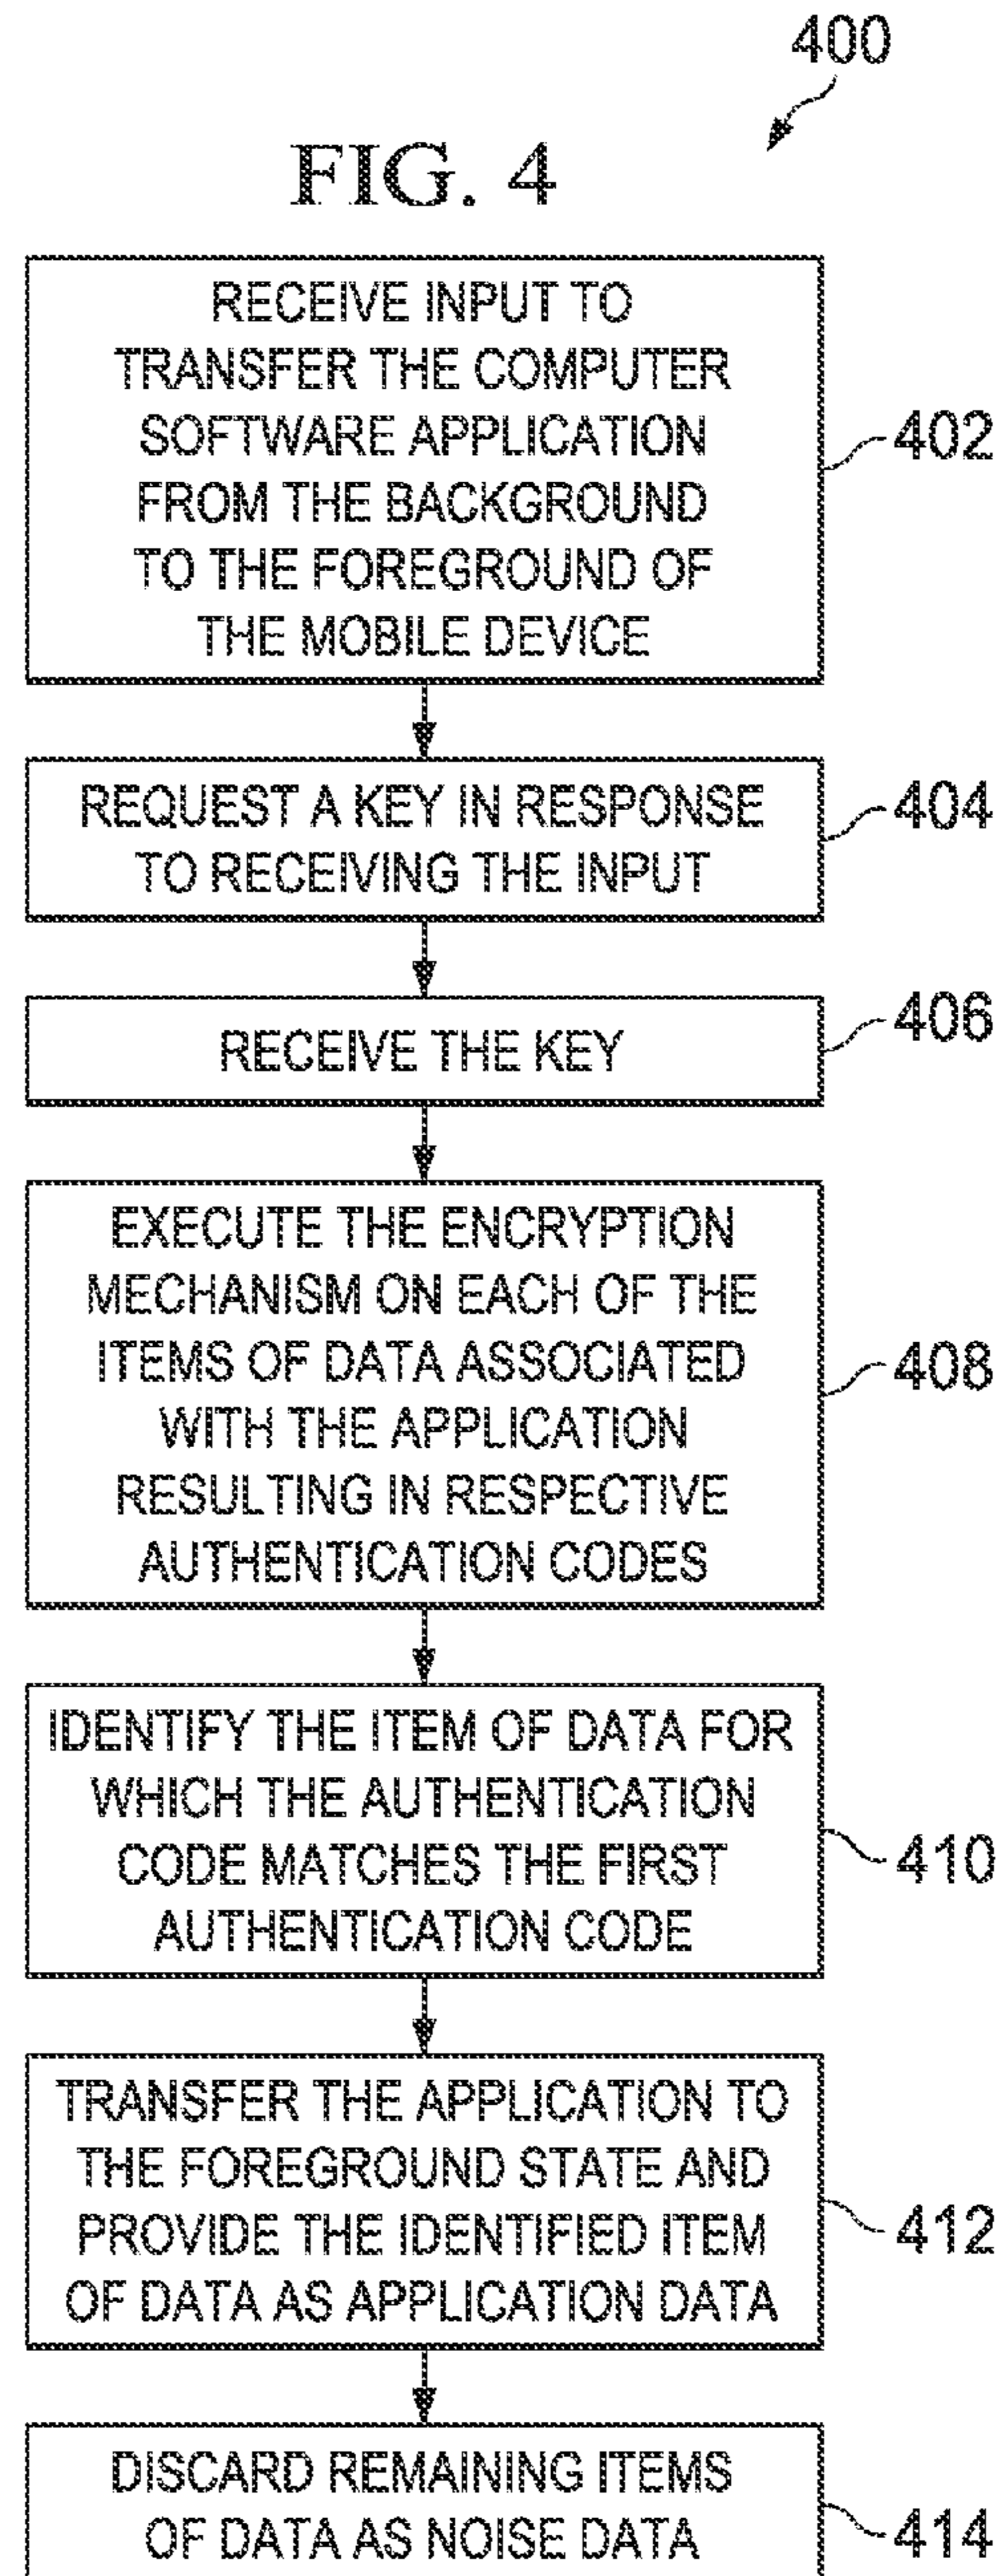 400
FIG. 4
RECEIVE INPUT TO
TRANSFER THE COMPUTER
SOFTWARE APPLICATION
FROM THE BACKGROUND
TO THE FOREGROUND OF
THE MOBILE DEVICE
402
REQUEST A KEY IN RESPONSE
TO RECEIVING THE INPUT
404
RECEIVE THE KEY
406
EXECUTE THE ENCRYPTION
MECHANISM ON EACH OF THE
ITEMS OF DATA ASSOCIATED
WITH THE APPLICATION
RESULTING IN RESPECTIVE
AUTHENTICATION CODES
408
IDENTIFY THE ITEM OF DATA FOR
WHICH THE AUTHENTICATION
CODE MATCHES THE FIRST
AUTHENTICATION CODE
410
TRANSFER THE APPLICATION TO
THE FOREGROUND STATE AND
PROVIDE THE IDENTIFIED ITEM
OF DATA AS APPLICATION DATA
412
DISCARD REMAINING ITEMS
OF DATA AS NOISE DATA
414